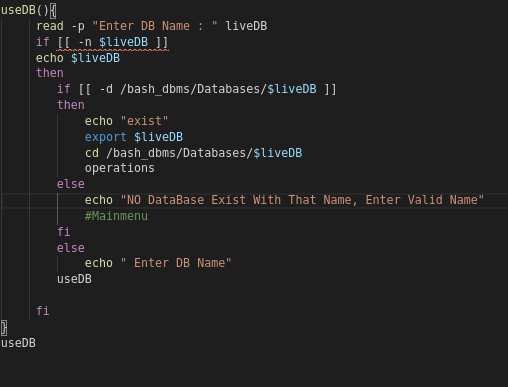 useDB(){
read -p "Enter DB Name : " liveDB
if [[ -n $liveDB ]]
echo $liveDB
then
if [[ -d /bash_dbms/Databases/$liveDB ]]
then
echo "exist"
export $liveDB
cd /bash_dbms/Databases/$liveDB
operations
else
echo "NO DataBase Exist With That Name, Enter Valid Name"
#Mainmenu
fi
else
echo " Enter DB Name"
useDB
fi
}
useDB